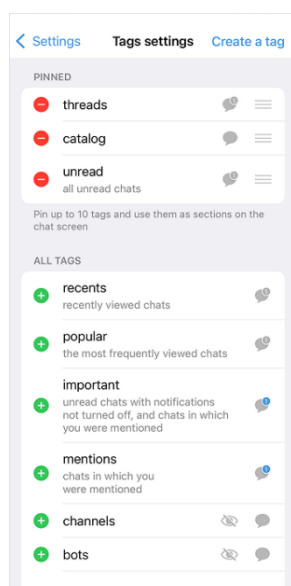 Settings Tags settings Create a tag
PINNED
threads
catalog
unread
all unread chats
Pin up to 10 tags and use them as sections on the
chat screen
ALL TAGS
recents
recently viewed chats
popular
the most frequently viewed chats
important
unread chats with notifications
not turned off, and chats in which
you were mentioned
mentions
chats in which you
were mentioned
channels
bots